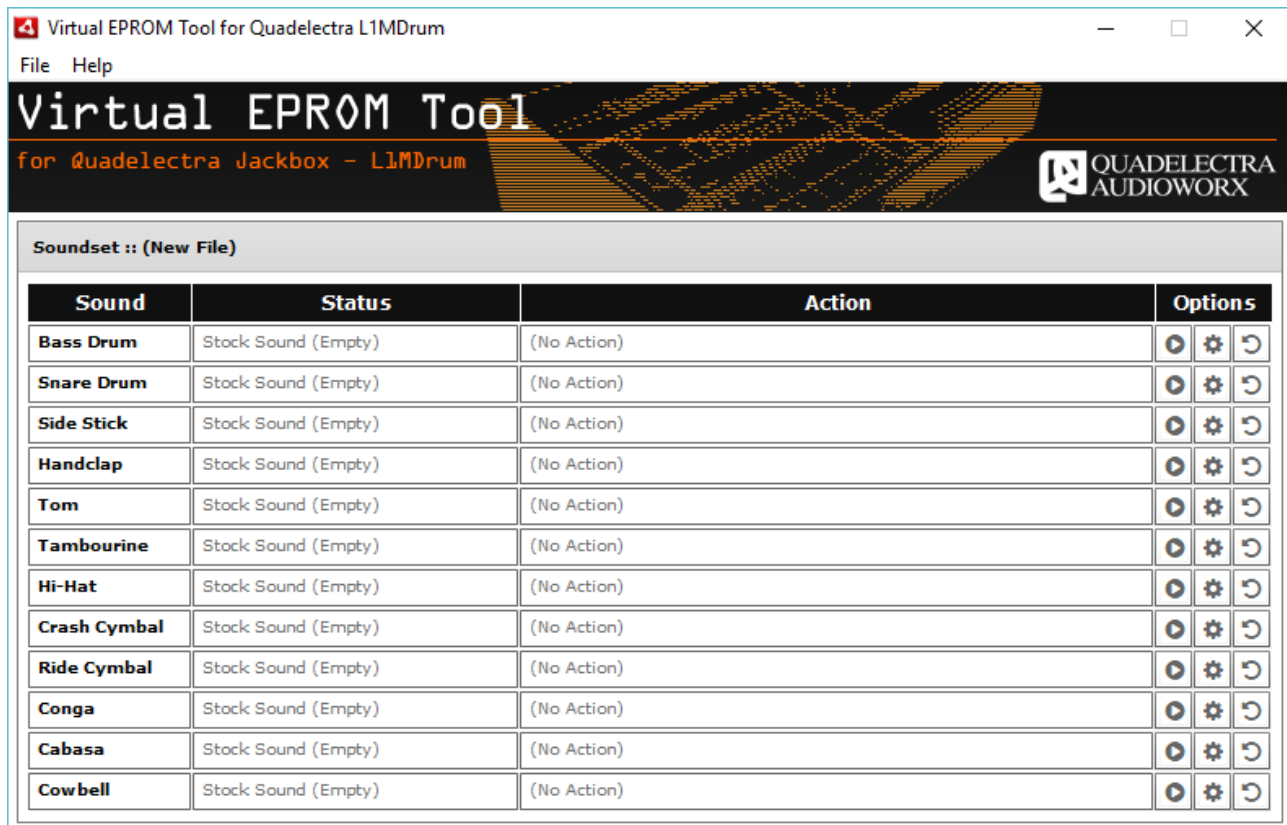 Virtual EPROM Tool for Quadelectra L1MDrum
File Help
Virtual EPROM Tool
for Quadelectra Jackbox - L1MDrum
QUADELECTRA
AUDIOWORX
Soundset :: (New File)
Sound Status Action Options
Bass Drum Stock Sound (Empty) (No Action)
Snare Drum Stock Sound (Empty) (No Action)
Side Stick Stock Sound (Empty) (No Action)
Handclap Stock Sound (Empty) (No Action)
Tom Stock Sound (Empty) (No Action)
Tambourine Stock Sound (Empty) (No Action)
Hi-Hat Stock Sound (Empty) (No Action)
Crash Cymbal Stock Sound (Empty) (No Action)
Ride Cymbal Stock Sound (Empty) (No Action)
Conga Stock Sound (Empty) (No Action)
Cabasa Stock Sound (Empty) (No Action)
Cowbell Stock Sound (Empty) (No Action)